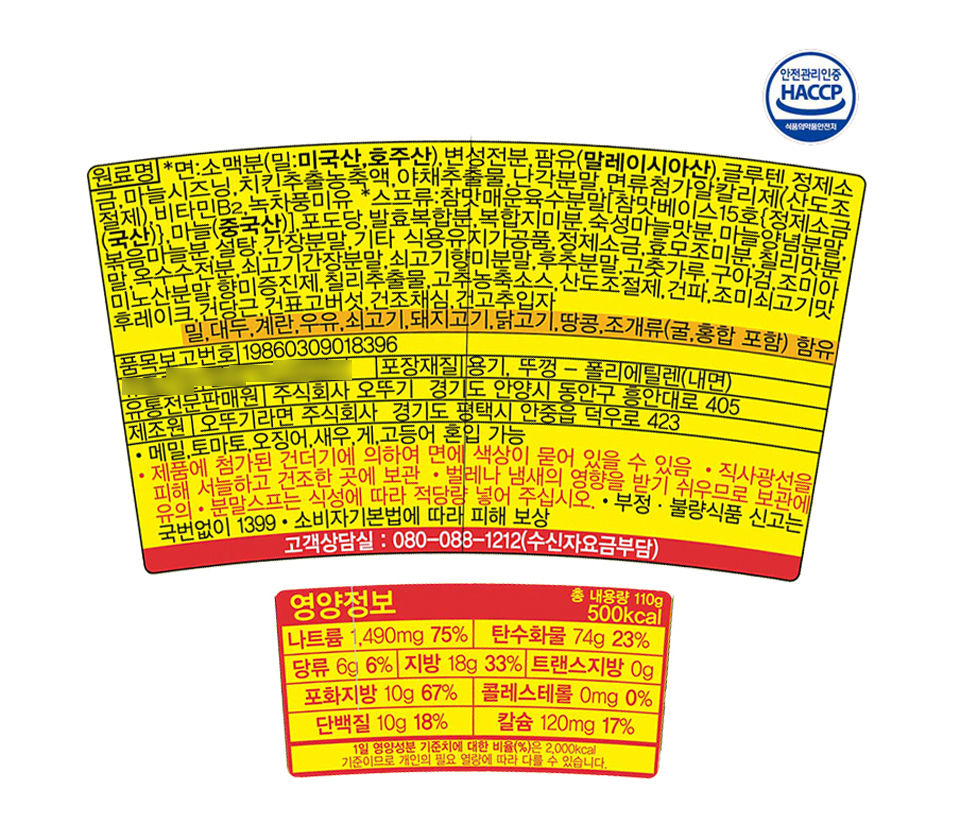 안전관리인증
HACCP
식품의약품안전처
원료명 *면:소맥분(밀:미국산,호주산),변성전분,팜유(말레이시아산),글루텐,정제소
금,마늘시즈닝,치킨추출농축액,야채추출물,난각분말,면류첨가알칼리제(산도조
절제),비타민B2,녹차풍미유 *스프류:참맛매운육수분말[참맛베이스15호{정제소금
(국산)},마늘(중국산)],포도당,발효복합분,복합지미분,숙성마늘맛분,마늘양념분말,
볶음마늘분,설탕,간장분말,기타 식용유지가공품,정제소금,효모조미분,칠리맛분
말,옥수수전분,쇠고기간장분말,쇠고기향미분말,후추분말,고춧가루,구아검,조미아
미노산분말,향미증진제,칠리추출물,고추농축소스,산도조절제,건파,조미쇠고기맛
후레이크,건당근,건표고버섯,건조채심,건고추입자
밀,대두,계란,우유,쇠고기,돼지고기,닭고기,땅콩,조개류(굴,홍합 포함) 함유
품목보고번호 19860309018396
포장재질 용기, 뚜껑 – 폴리에틸렌(내면)
유통전문판매원 주식회사 오뚜기 경기도 안양시 동안구 흥안대로 405
제조원 오뚜기라면 주식회사 경기도 평택시 안중읍 덕우로 423
• 메밀,토마토,오징어,새우,게,고등어 혼입 가능
• 제품에 첨가된 건더기에 의하여 면에 색상이 묻어 있을 수 있음 • 직사광선을
피해 서늘하고 건조한 곳에 보관 • 벌레나 냄새의 영향을 받기 쉬우므로 보관에
유의 • 분말스프는 식성에 따라 적당량 넣어 주십시오. • 부정 · 불량식품 신고는
국번없이 1399 • 소비자기본법에 따라 피해 보상
고객상담실 : 080-088-1212(수신자요금부담)
영양정보 총 내용량 110g
500kcal
나트륨 1,490mg 75% 탄수화물 74g 23%
당류 6g 6% 지방 18g 33% 트랜스지방 0g
포화지방 10g 67% 콜레스테롤 0mg 0%
단백질 10g 18% 칼슘 120mg 17%
1일 영양성분 기준치에 대한 비율(%)은 2,000kcal
기준이므로 개인의 필요 열량에 따라 다를 수 있습니다.